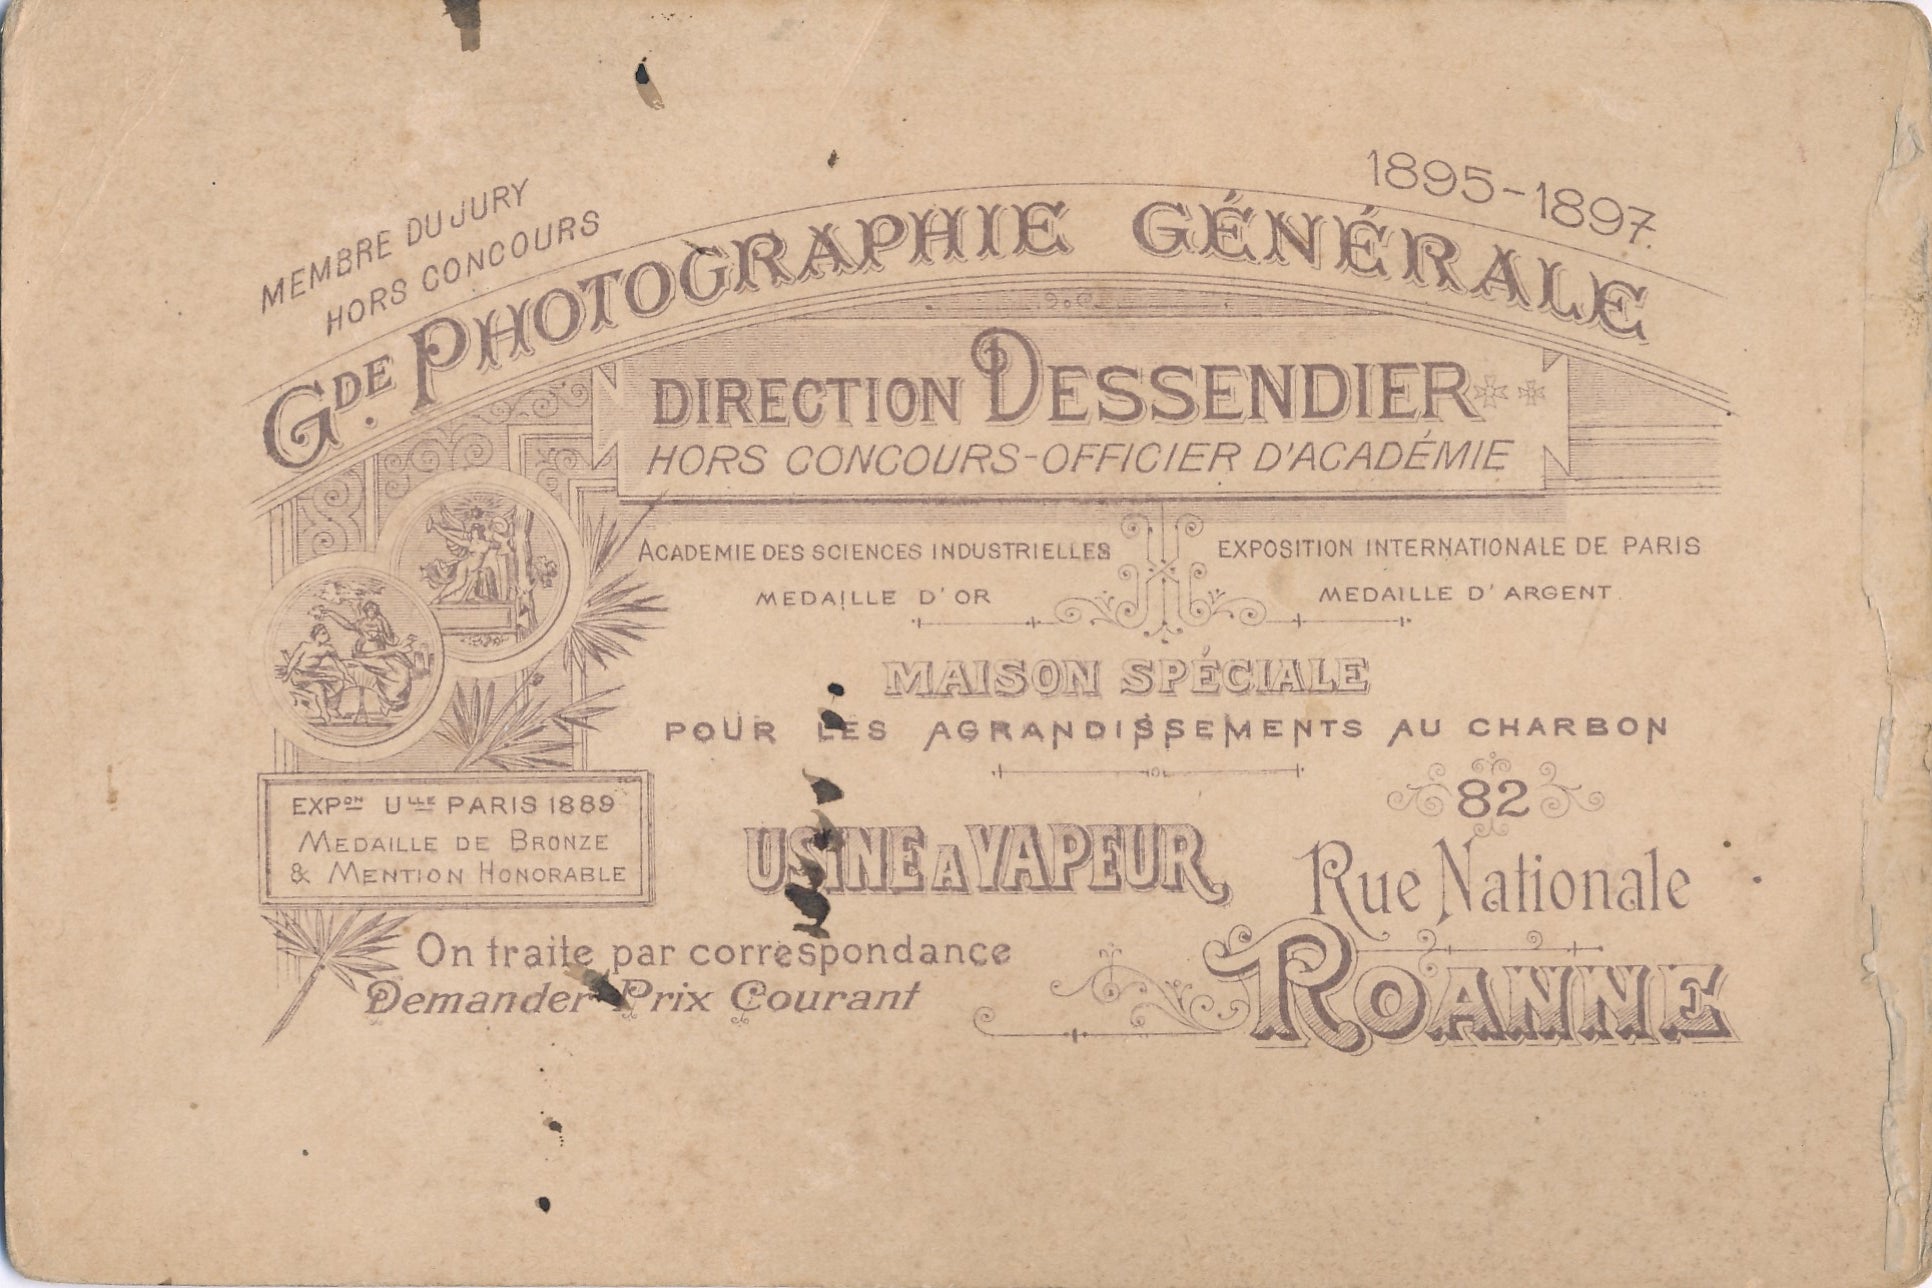 MEMBRE DU JURY
HORS CONCOURS
1895-1897.
GDE. PHOTOGRAPHIE GÉNÉRALE
DIRECTION DESSENDIER
HORS CONCOURS-OFFICIER D'ACADÉMIE
ACADEMIE DES SCIENCES INDUSTRIELLES
MEDAILLE D'OR
EXPOSITION INTERNATIONALE DE PARIS
MEDAILLE D'ARGENT
MAISON SPÉCIALE
POUR LES AGRANDISSEMENTS AU CHARBON
EXPON ULLE PARIS 1889
MEDAILLE DE BRONZE
& MENTION HONORABLE
USINE A VAPEUR
82
Rue Nationale
ROANNE
On traite par correspondance
Demander Prix Courant